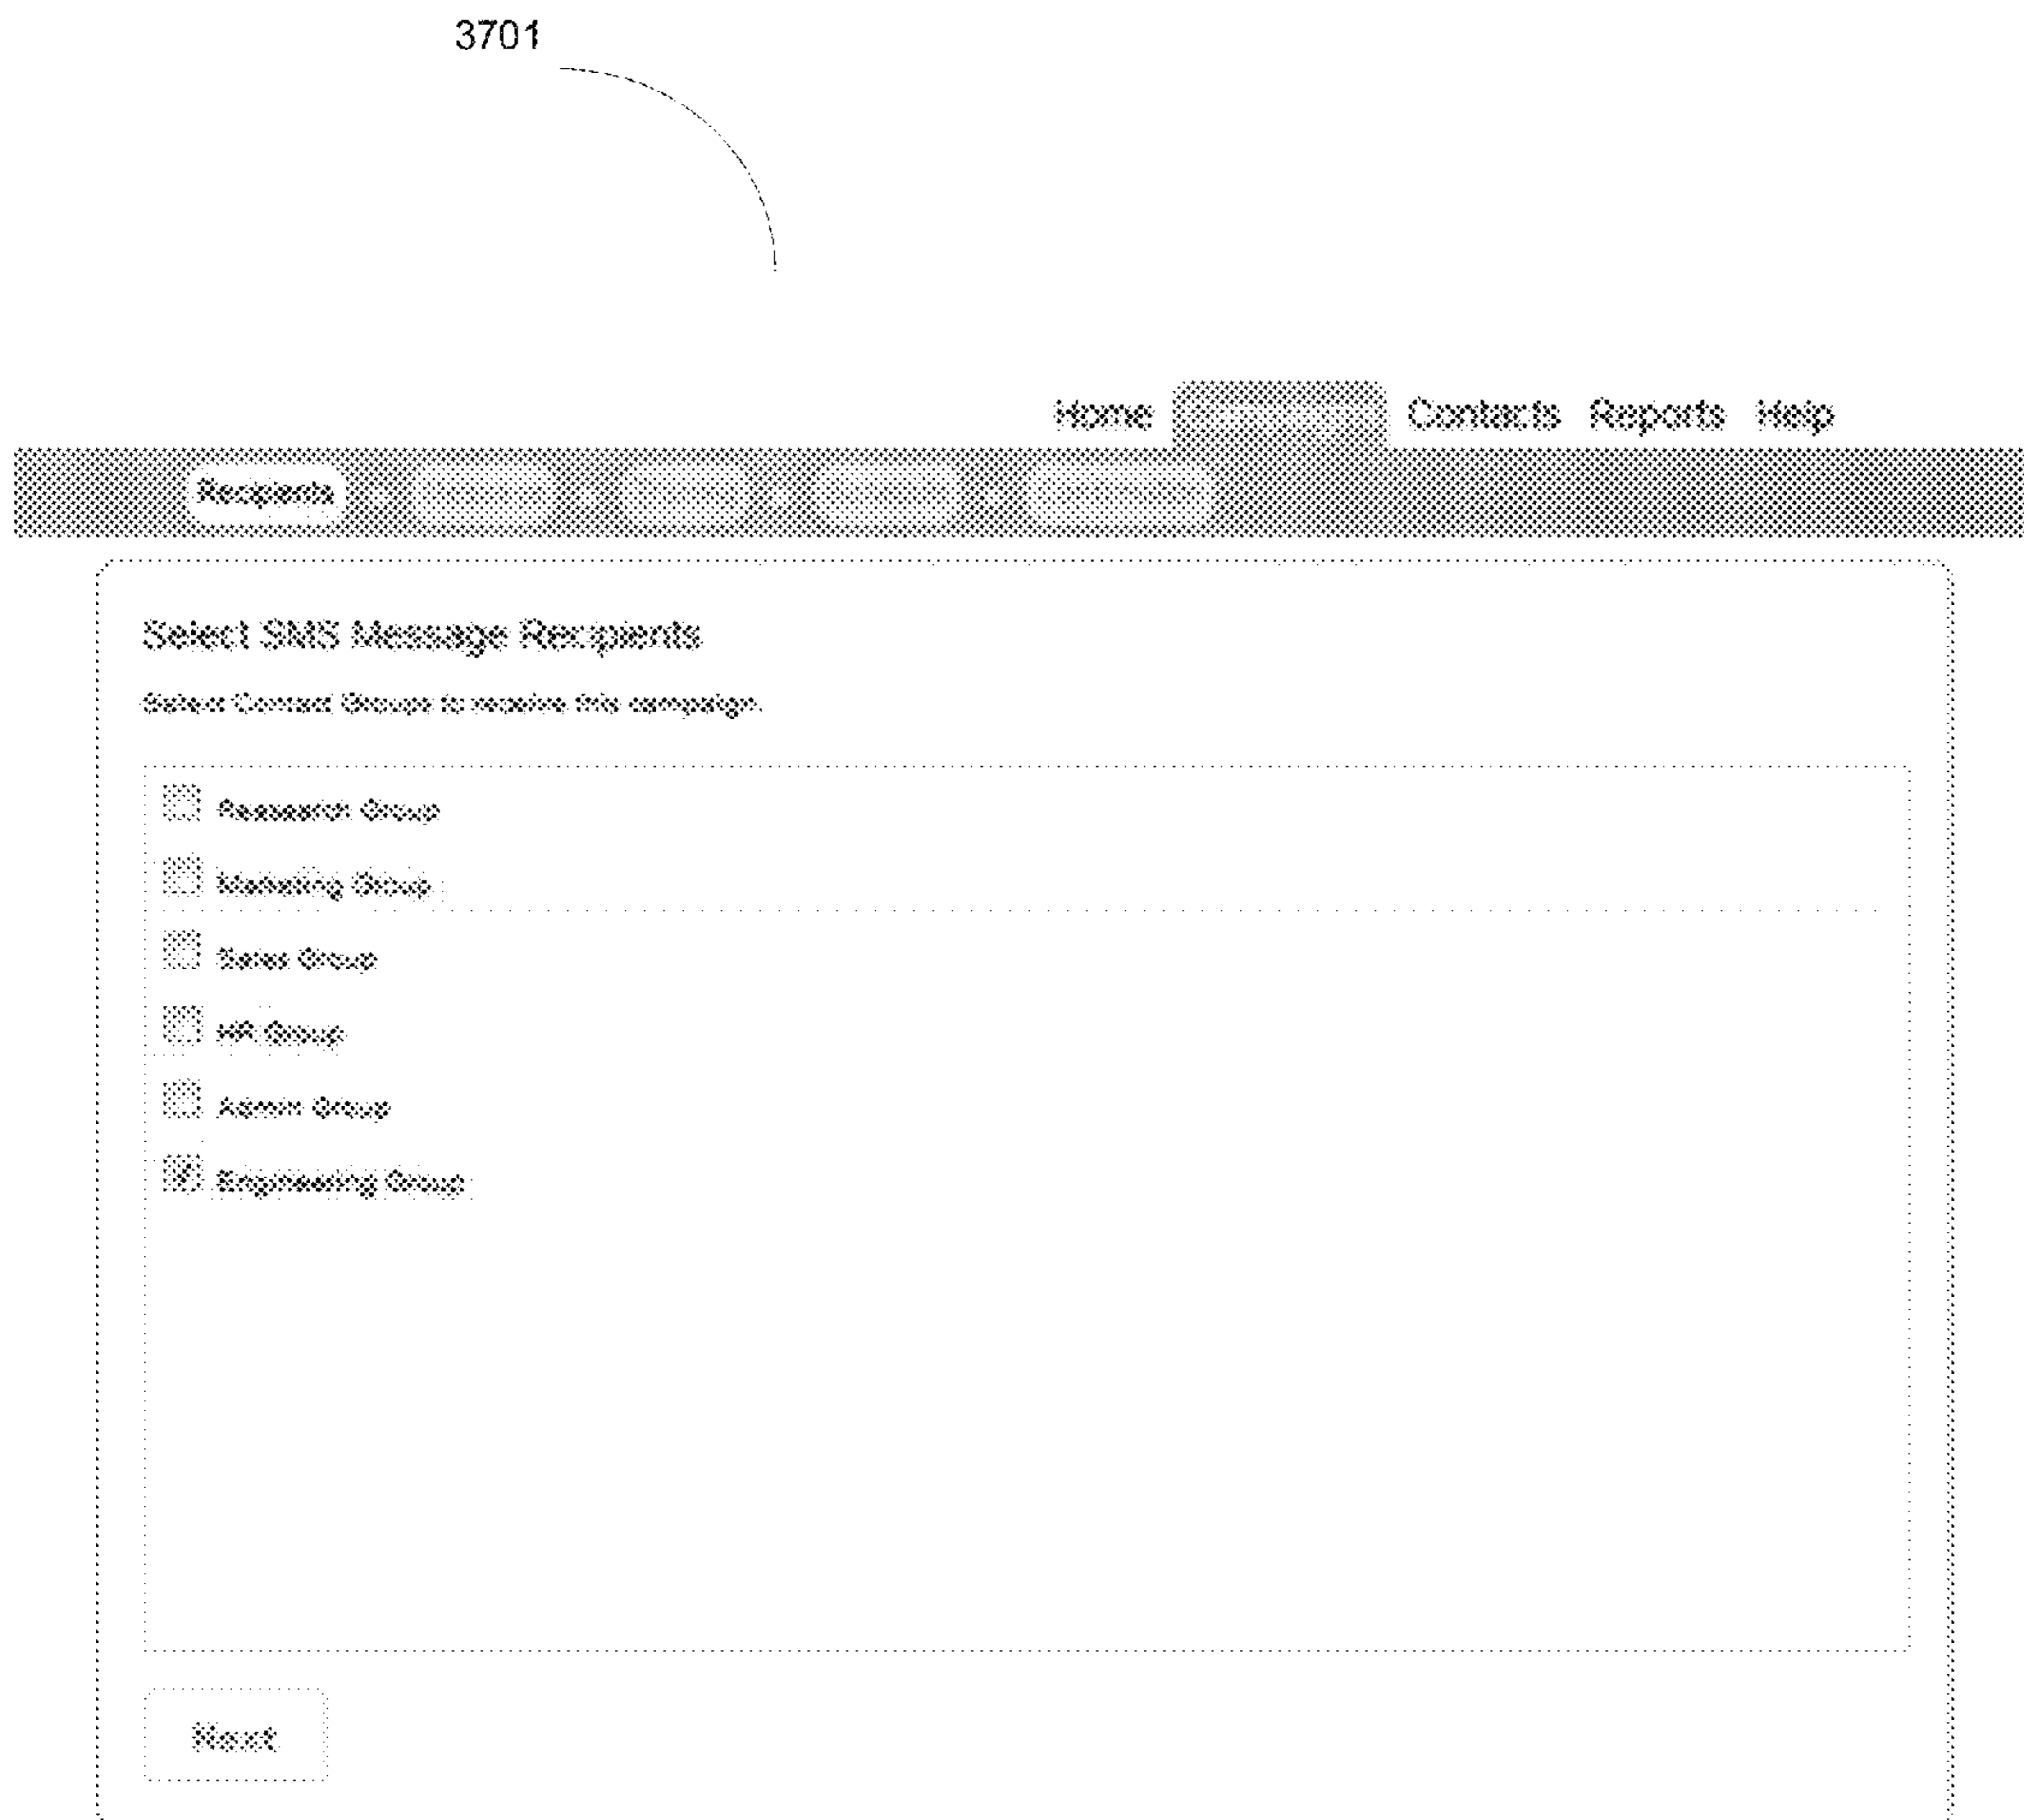 3701
Home Contacts Reports Help
Recipients
Select SMS Message Recipients
Select Contact Groups to receive this campaign.
Research Group
Marketing Group
Sales Group
HR Group
Admin Group
Engineering Group
Next